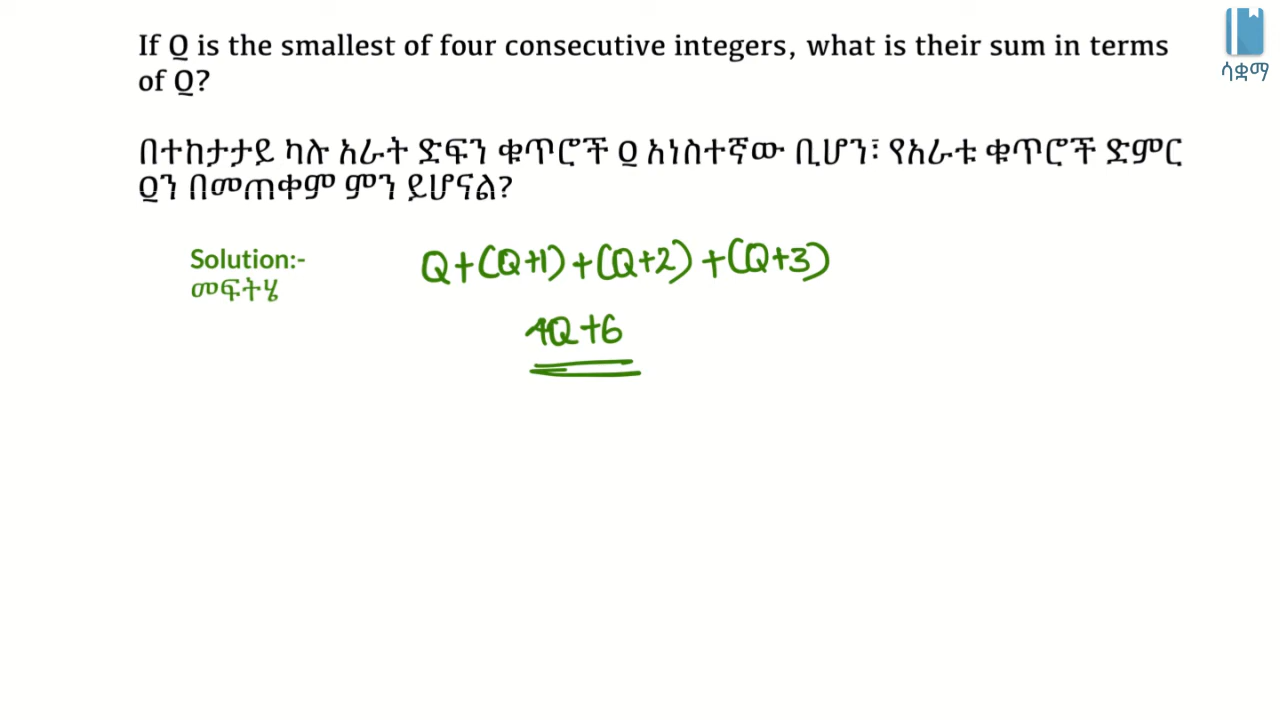 If Q is the smallest of four consecutive integers, what is their sum in terms
of Q?
ሳቋማ
በተከታታይ ካሉ አራት ድፍን ቁጥሮች Q አነስተኛው ቢሆን፣ የአራቱ ቁጥሮች ድምር
Qን በመጠቀም ምን ይሆናል?
Solution:-
መፍትሄ
Q+(Q+1)+(Q+2)+(Q+3)
4Q+6